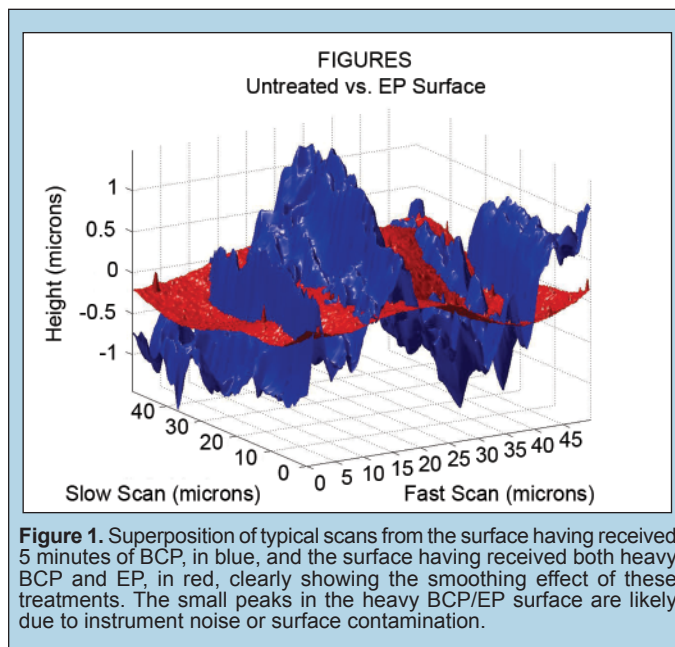 FIGURES
Untreated vs. EP Surface
Height (microns)
1
0.5
0
-0.5
-1
40
30
20
10
0
0 5 10 15 20 25 30 35 40 45
Slow Scan (microns)
Fast Scan (microns)
Figure 1. Superposition of typical scans from the surface having received
5 minutes of BCP, in blue, and the surface having received both heavy
BCP and EP, in red, clearly showing the smoothing effect of these
treatments. The small peaks in the heavy BCP/EP surface are likely
due to instrument noise or surface contamination.